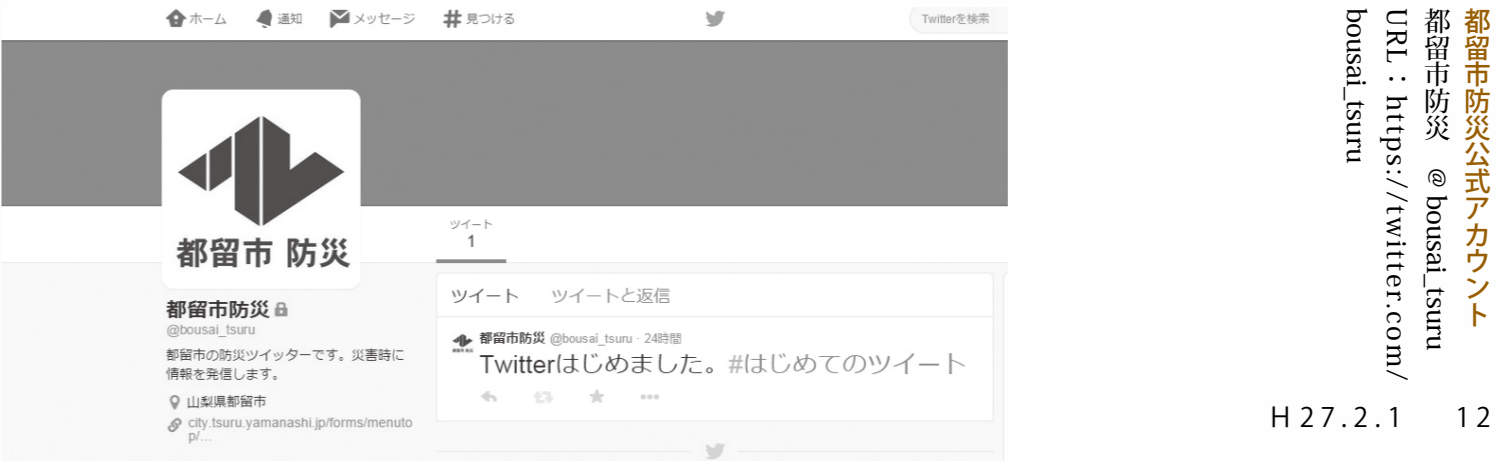 ホーム 通知 メッセージ 見つける Twitterを検索
都留市 防災
ツイート
1
都留市防災
@bousai_tsuru
都留市の防災ツイッターです。災害時に
情報を発信します。
山梨県都留市
city.tsuru.yamanashi.jp/forms/menuto
p/...
ツイート ツイートと返信
都留市防災 @bousai_tsuru · 24時間
Twitterはじめました。#はじめてのツイート
都留市防災公式アカウント
都留市防災 @bousai_tsuru
URL：https://twitter.com/
bousai_tsuru
H27.2.1 12